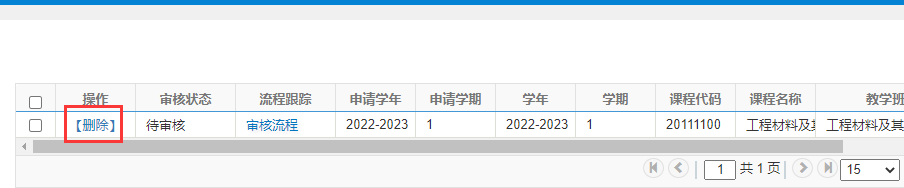 操作 审核状态 流程跟踪 申请学年 申请学期 学年 学期 课程代码 课程名称 教学班
【删除】 待审核 审核流程 2022-2023 1 2022-2023 1 20111100 工程材料及 工程材料及其
1 共 1 页 15